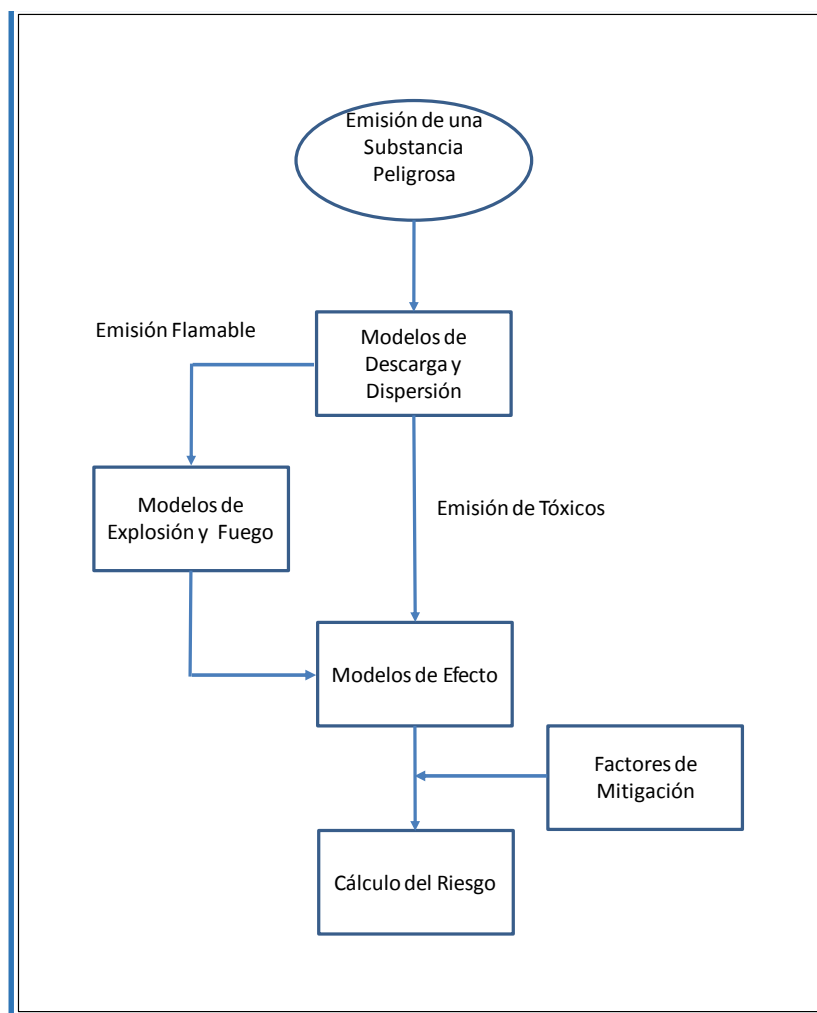 Emisión de una
Substancia
Peligrosa
Emisión Flamable
Modelos de
Descarga y
Dispersión
Modelos de
Explosión y Fuego
Emisión de Tóxicos
Modelos de Efecto
Factores de
Mitigación
Cálculo del Riesgo